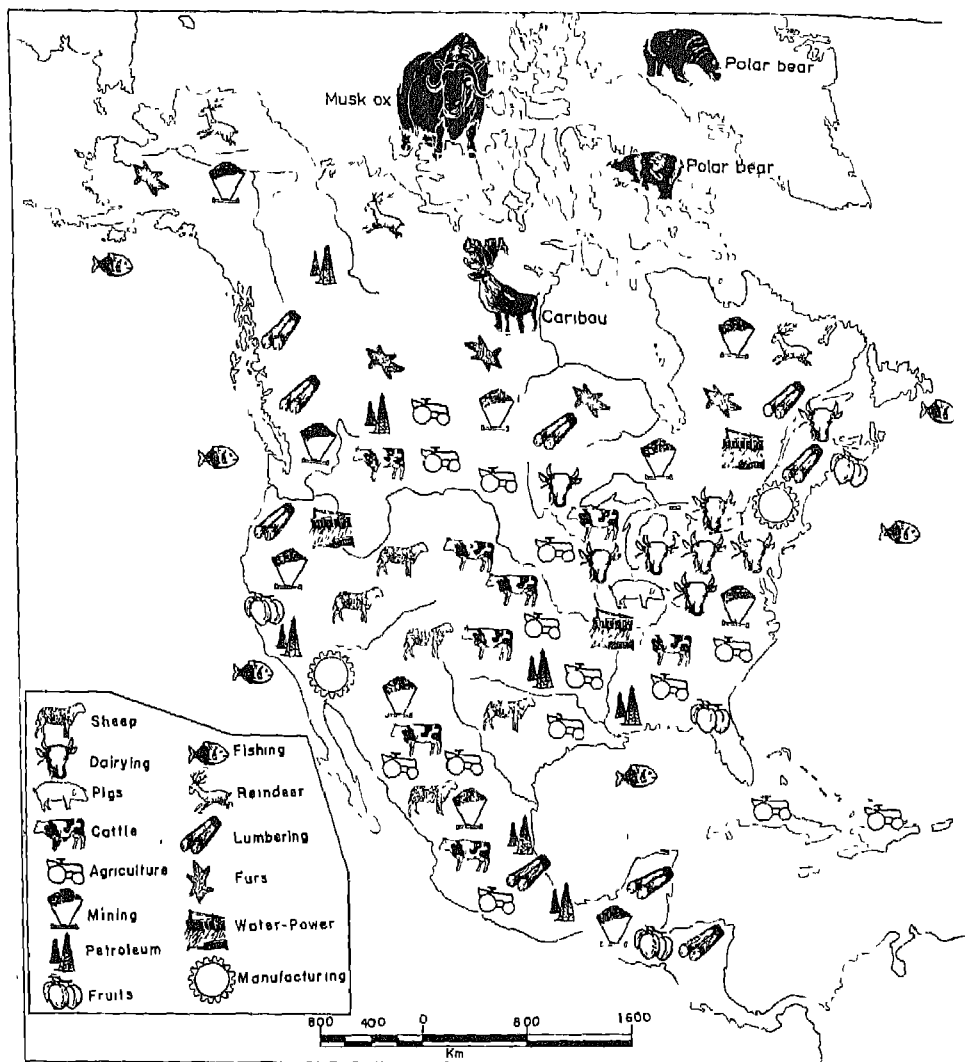 Polar bear
Musk ox
Polar bear
Caribau
Sheep
Dairying
Pigs
Cattle
Agriculture
Mining
Petroleum
Fruits
Fishing
Reindeer
Lumbering
Furs
Water-Power
Manufacturing
800 400 0 800 1600
Km